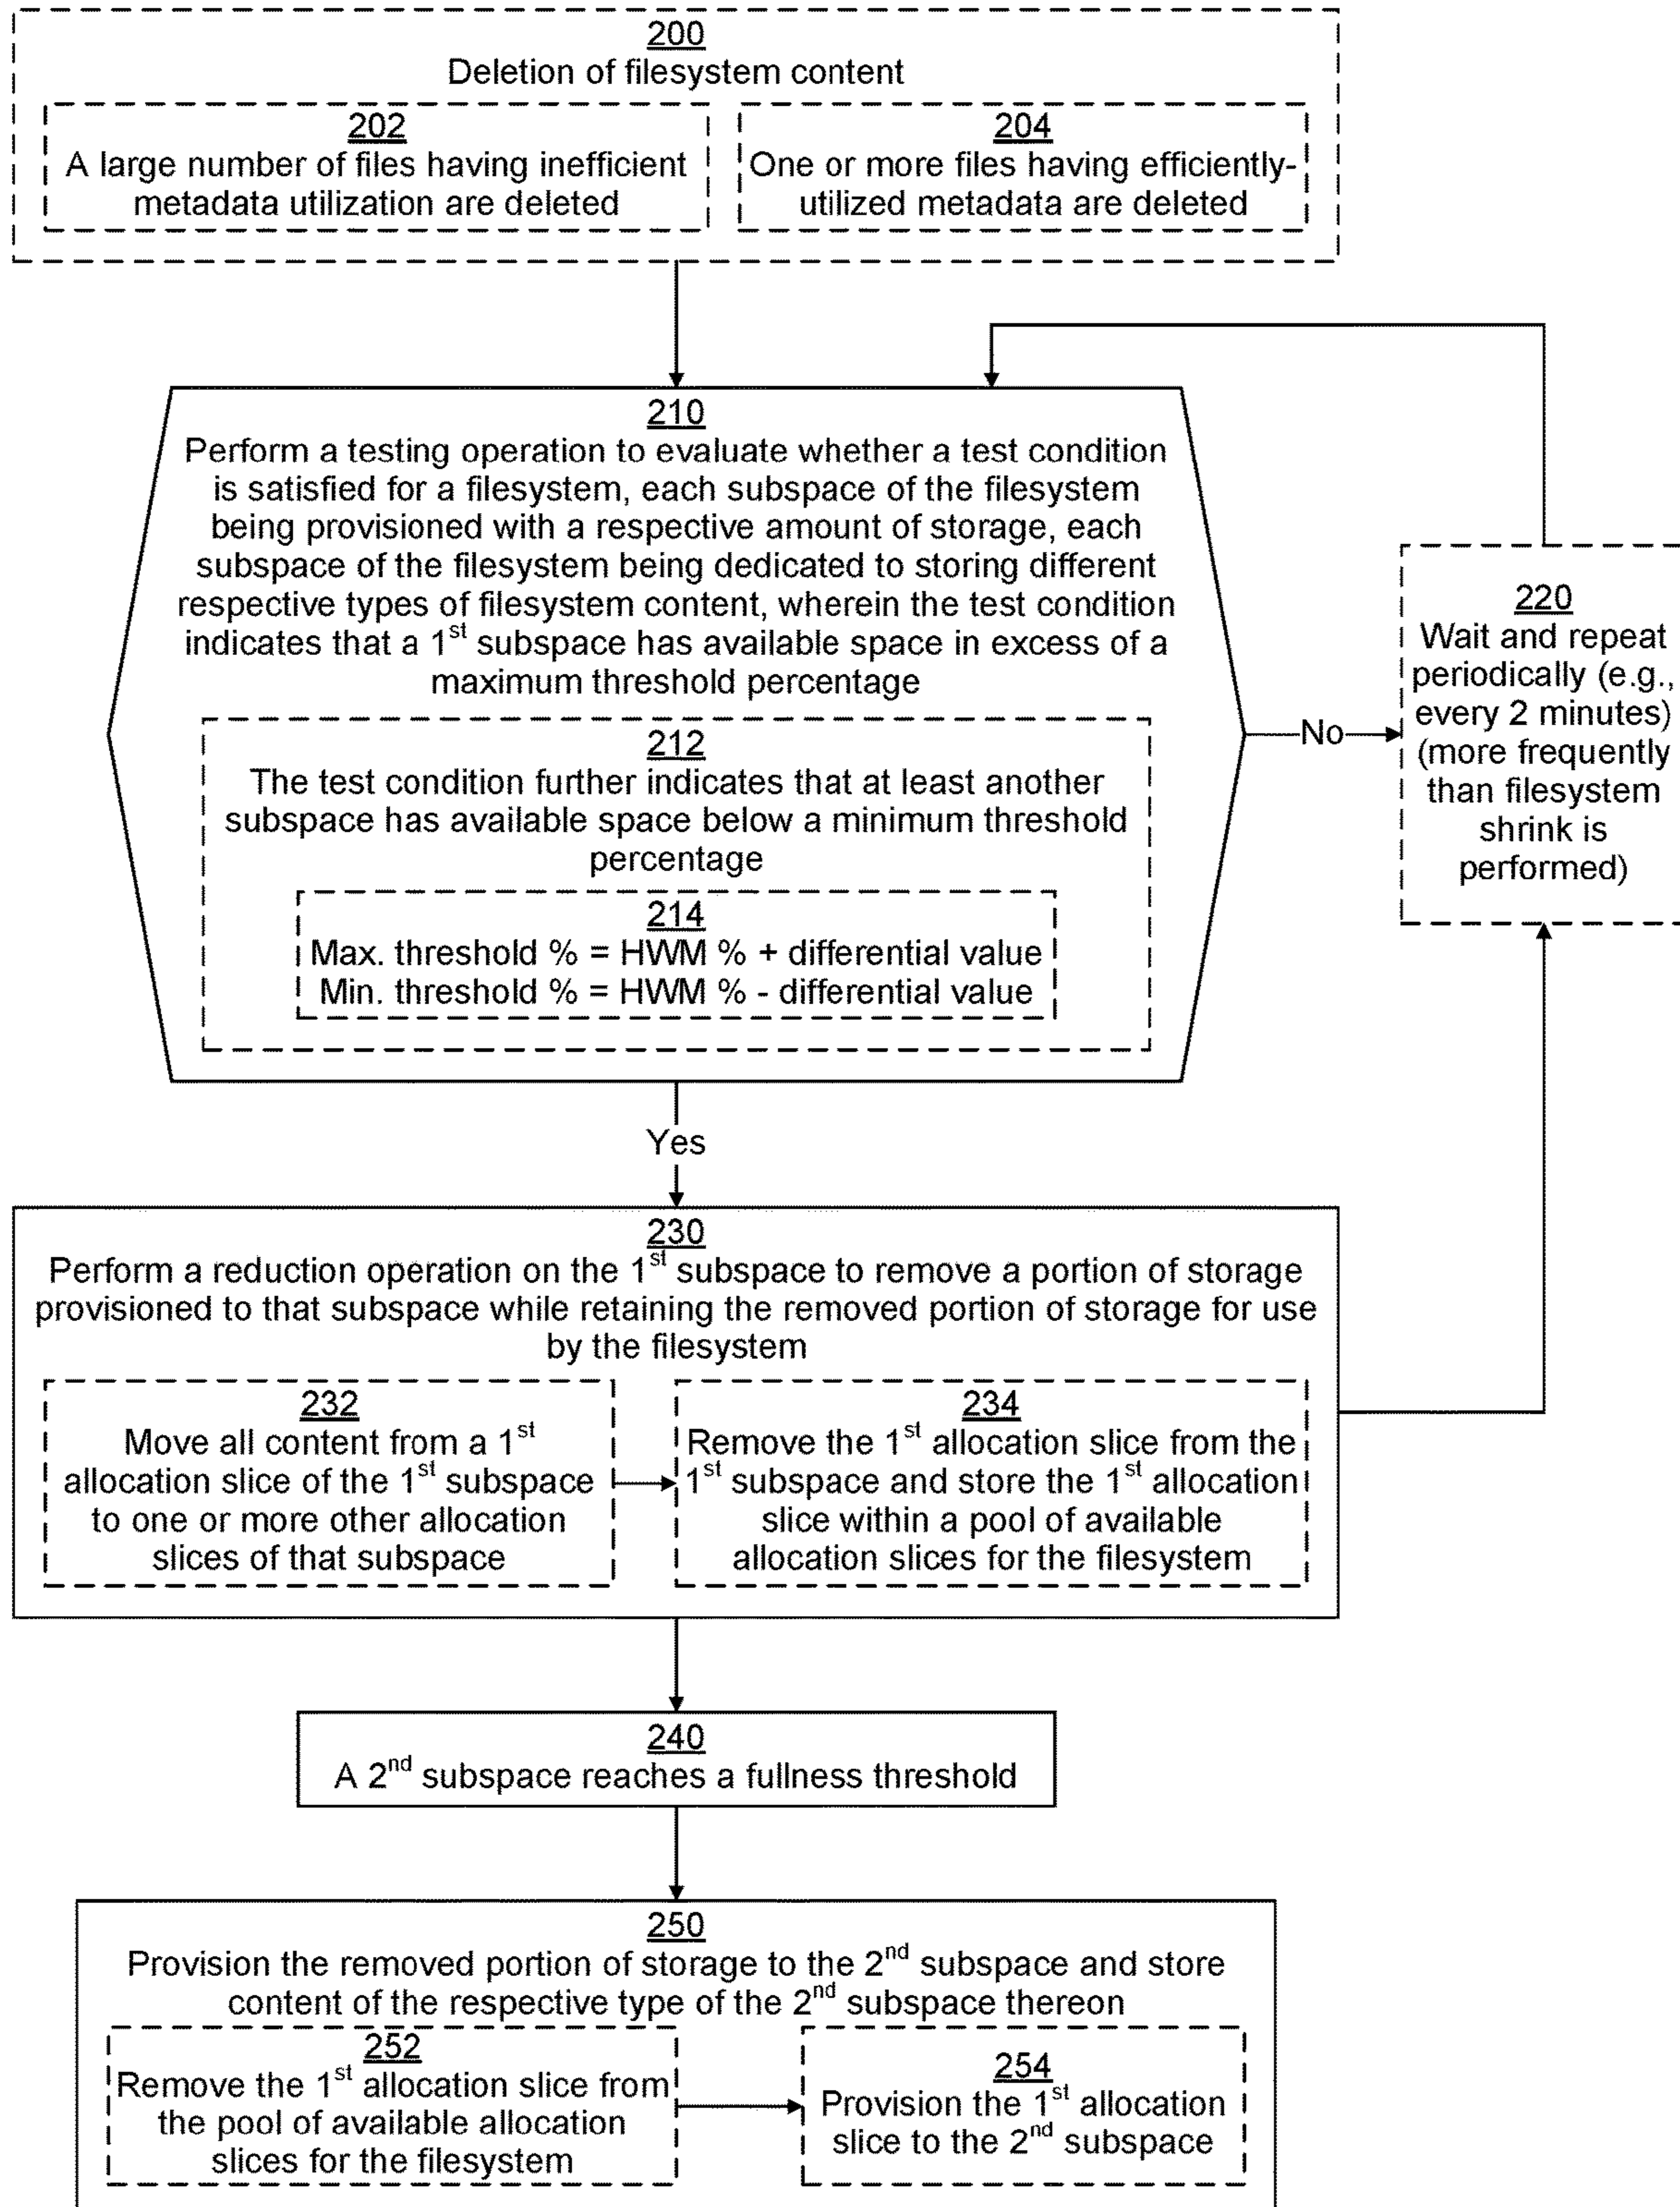 200
Deletion of filesystem content
202
A large number of files having inefficient
metadata utilization are deleted
204
One or more files having efficiently-
utilized metadata are deleted
210
Perform a testing operation to evaluate whether a test condition
is satisfied for a filesystem, each subspace of the filesystem
being provisioned with a respective amount of storage, each
subspace of the filesystem being dedicated to storing different
respective types of filesystem content, wherein the test condition
indicates that a 1st subspace has available space in excess of a
maximum threshold percentage
212
The test condition further indicates that at least another
subspace has available space below a minimum threshold
percentage
214
Max. threshold % = HWM % + differential value
Min. threshold % = HWM % - differential value
No
220
Wait and repeat
periodically (e.g.,
every 2 minutes)
(more frequently
than filesystem
shrink is
performed)
Yes
230
Perform a reduction operation on the 1st subspace to remove a portion of storage
provisioned to that subspace while retaining the removed portion of storage for use
by the filesystem
232
Move all content from a 1st
allocation slice of the 1st subspace
to one or more other allocation
slices of that subspace
234
Remove the 1st allocation slice from the
1st subspace and store the 1st allocation
slice within a pool of available
allocation slices for the filesystem
240
A 2nd subspace reaches a fullness threshold
250
Provision the removed portion of storage to the 2nd subspace and store
content of the respective type of the 2nd subspace thereon
252
Remove the 1st allocation slice from
the pool of available allocation
slices for the filesystem
254
Provision the 1st allocation
slice to the 2nd subspace